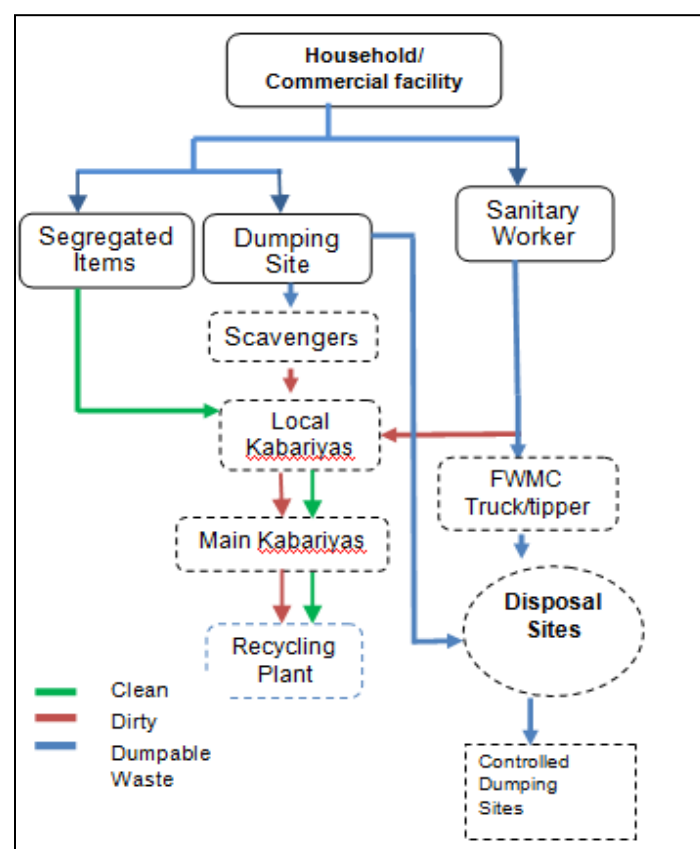 Household/
Commercial facility
Segregated
Items
Dumping
Site
Sanitary
Worker
Scavengers
Local
Kabariyas
FWMC
Truck/tipper
Main Kabariyas
Disposal
Sites
Recycling
Plant
Clean
Dirty
Dumpable
Waste
Controlled
Dumping
Sites